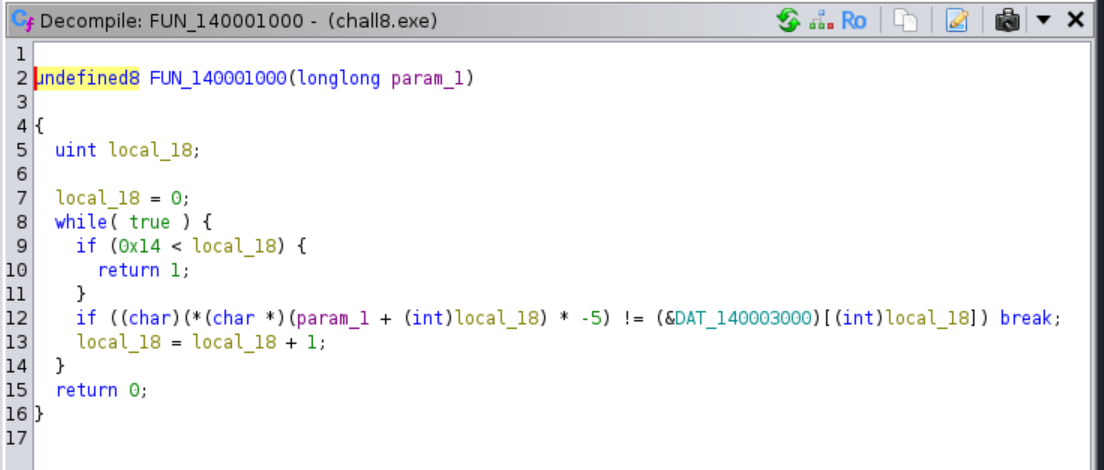 Decompile: FUN_140001000 - (chall8.exe)
Ro
1
2 undefined8 FUN_140001000(longlong param_1)
3
4 {
5   uint local_18;
6
7   local_18 = 0;
8   while( true ) {
9     if (0x14 < local_18) {
10       return 1;
11     }
12     if ((char)(*(char *)(param_1 + (int)local_18) * -5) != (&DAT_140003000)[(int)local_18]) break;
13     local_18 = local_18 + 1;
14   }
15   return 0;
16 }
17